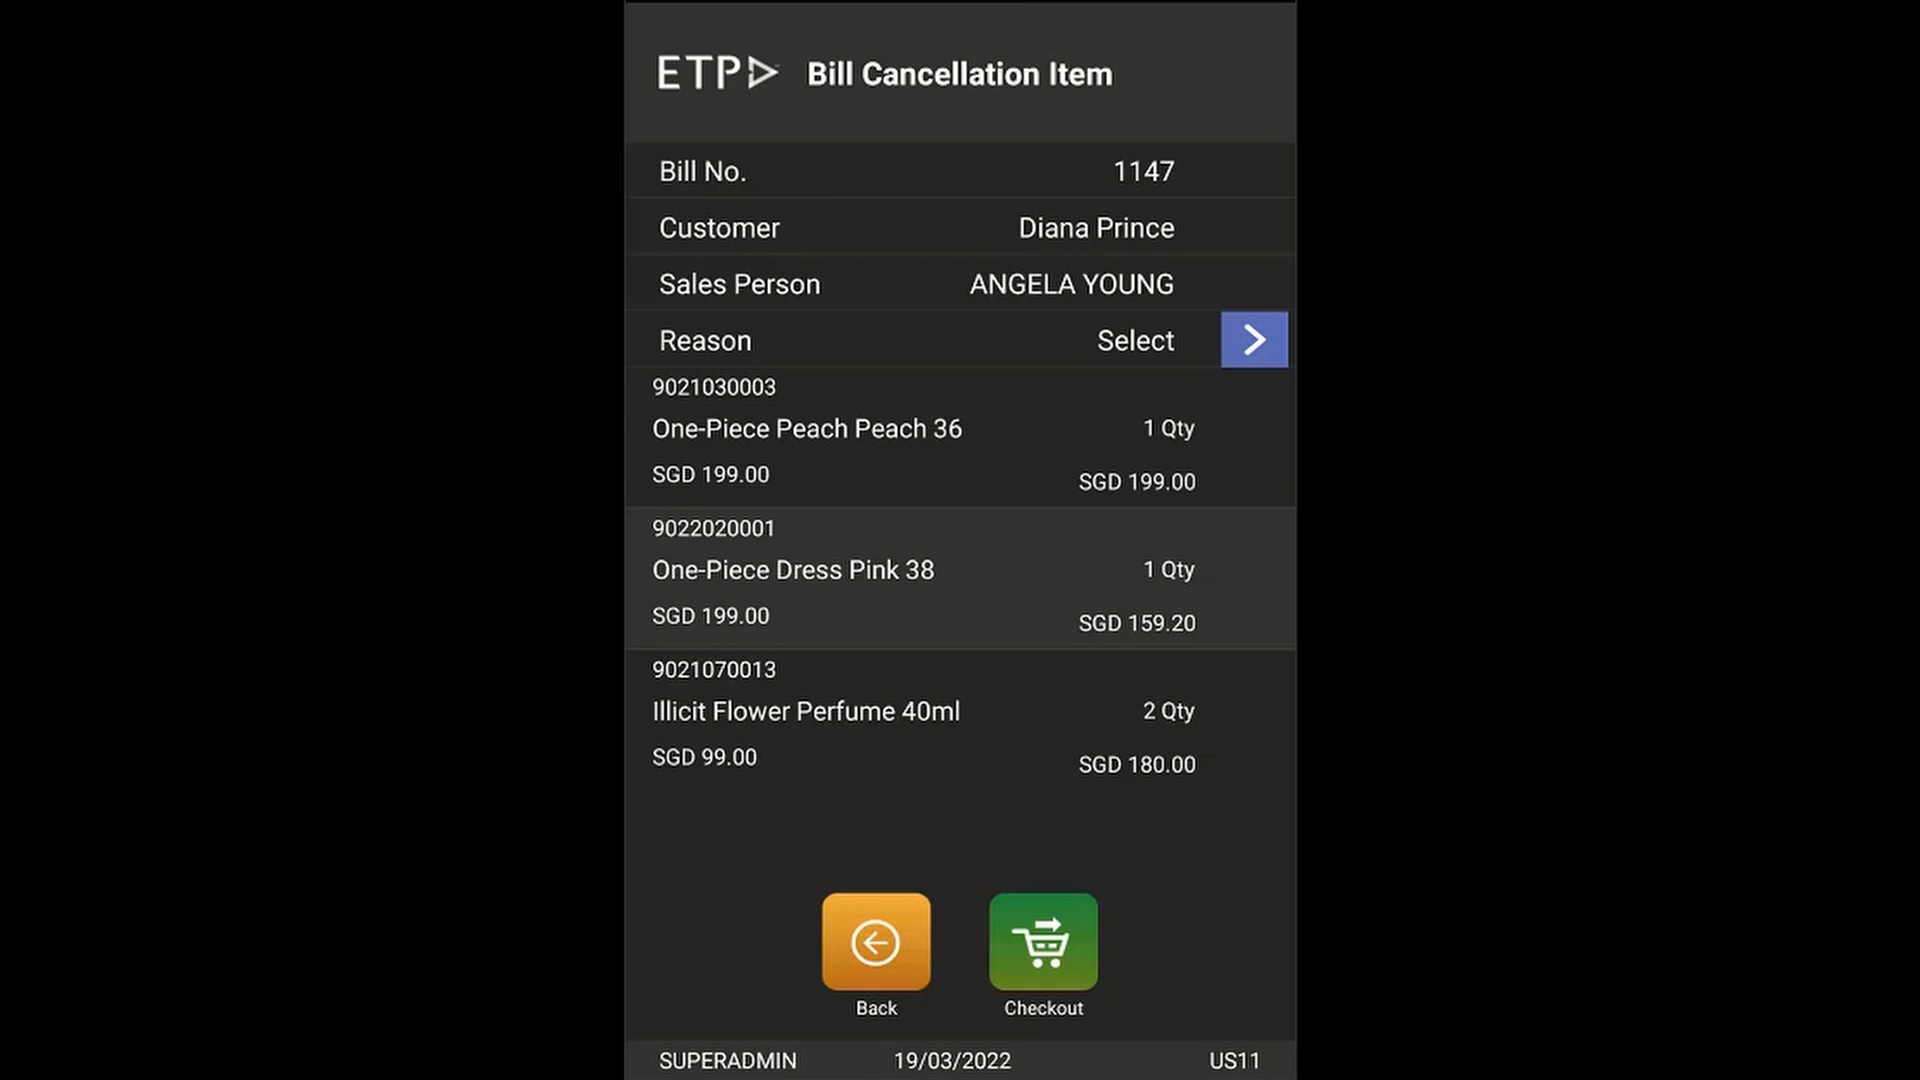 ETP Bill Cancellation Item
Bill No. 1147
Customer Diana Prince
Sales Person ANGELA YOUNG
Reason Select
9021030003
One-Piece Peach Peach 36 1 Qty
SGD 199.00 SGD 199.00
9022020001
One-Piece Dress Pink 38 1 Qty
SGD 199.00 SGD 159.20
9021070013
Illicit Flower Perfume 40ml 2 Qty
SGD 99.00 SGD 180.00
Back Checkout
SUPERADMIN 19/03/2022 US11